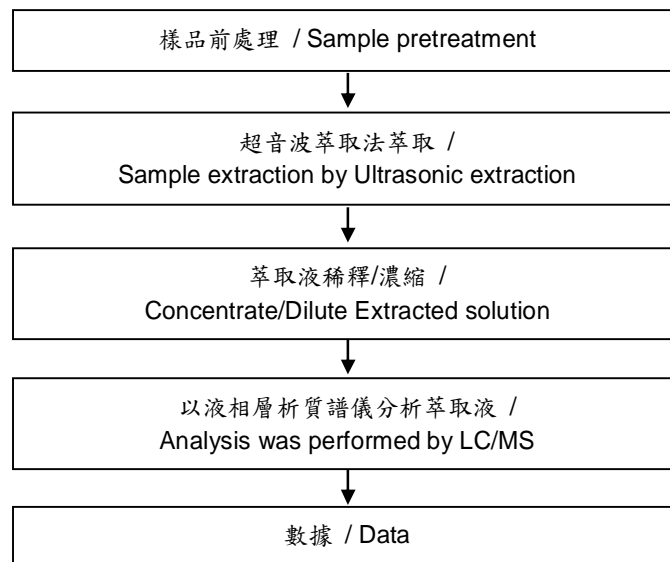 樣品前處理 / Sample pretreatment
超音波萃取法萃取 /
Sample extraction by Ultrasonic extraction
萃取液稀釋/濃縮 /
Concentrate/Dilute Extracted solution
以液相層析質譜儀分析萃取液 /
Analysis was performed by LC/MS
數據 / Data